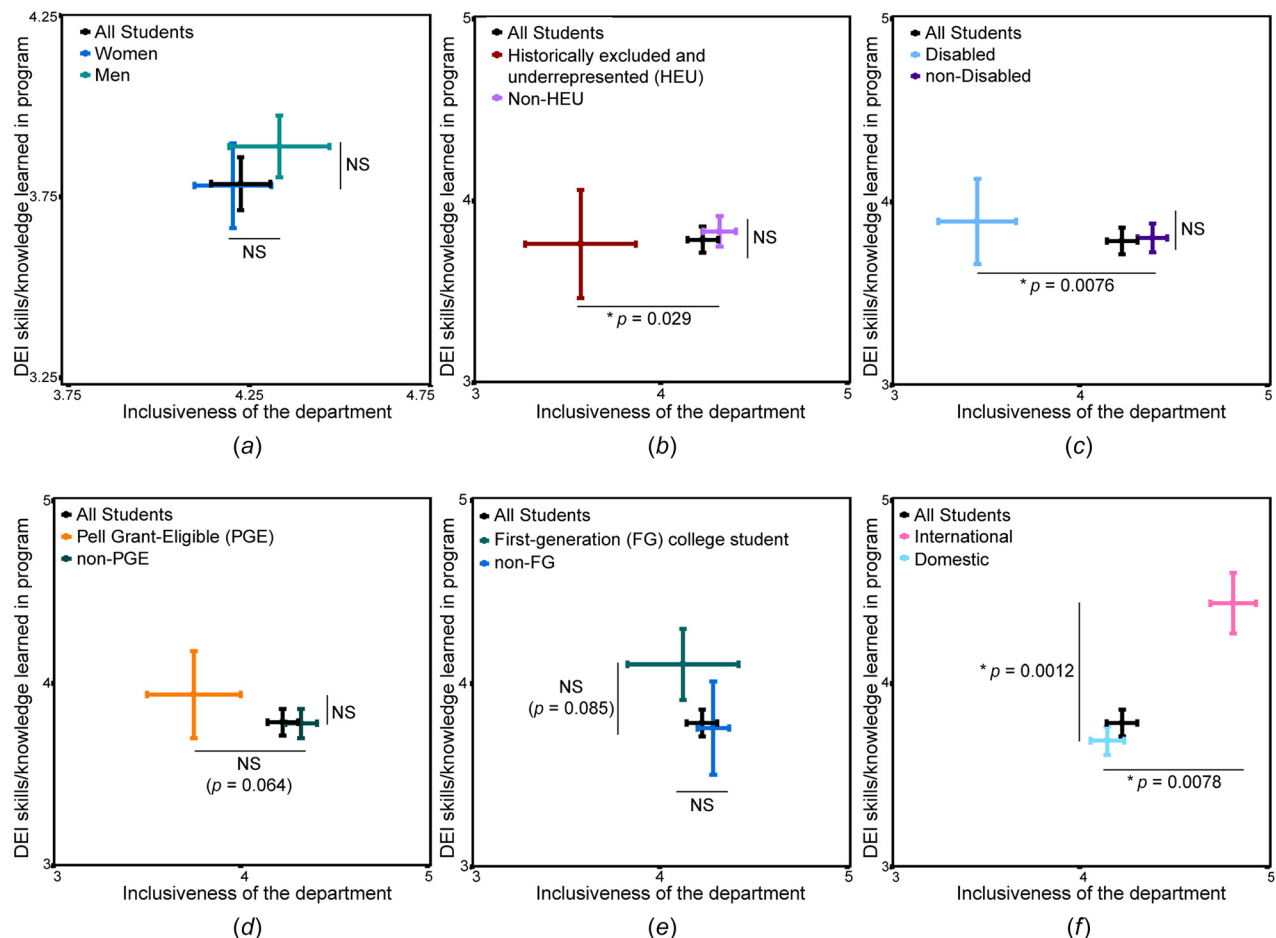 4.25
3.75
3.25
DEI skills/knowledge learned in program
All Students
Women
Men
NS
NS
3.75
4.25
4.75
Inclusiveness of the department
(a)
5
4
3
DEI skills/knowledge learned in program
All Students
Historically excluded and
underrepresented (HEU)
Non-HEU
NS
* p = 0.029
3
4
5
Inclusiveness of the department
(b)
5
4
3
DEI skills/knowledge learned in program
All Students
Disabled
non-Disabled
NS
* p = 0.0076
3
4
5
Inclusiveness of the department
(c)
5
4
3
DEI skills/knowledge learned in program
All Students
Pell Grant-Eligible (PGE)
non-PGE
NS
NS
(p = 0.064)
3
4
5
Inclusiveness of the department
(d)
5
4
3
DEI skills/knowledge learned in program
All Students
First-generation (FG) college student
non-FG
NS
(p = 0.085)
NS
3
4
5
Inclusiveness of the department
(e)
5
4
3
DEI skills/knowledge learned in program
All Students
International
Domestic
* p = 0.0012
* p = 0.0078
3
4
5
Inclusiveness of the department
(f)